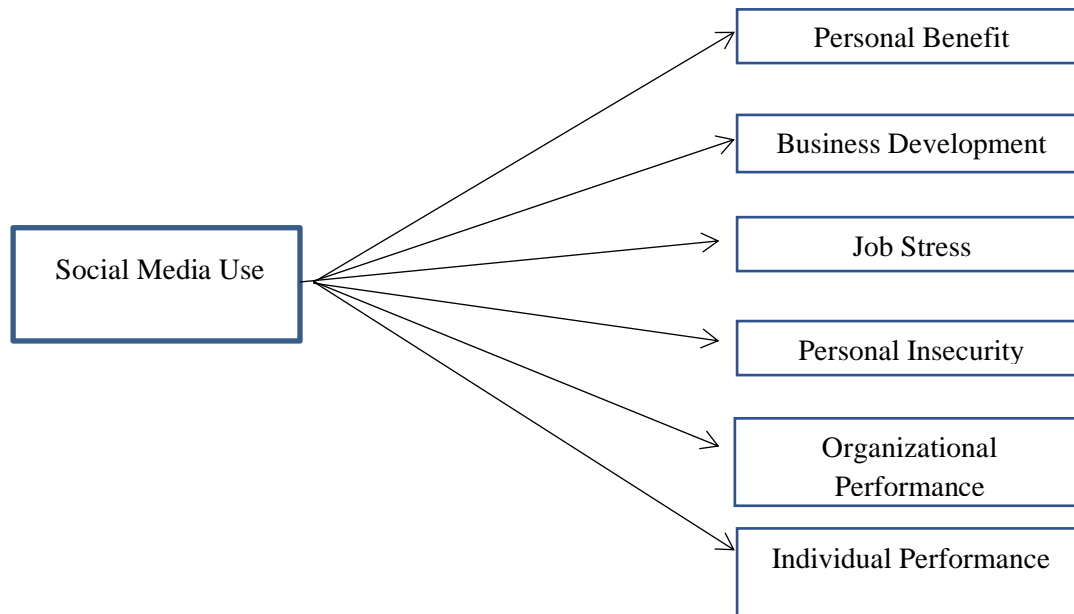 Personal Benefit
Business Development
Social Media Use
Job Stress
Personal Insecurity
Organizational
Performance
Individual Performance